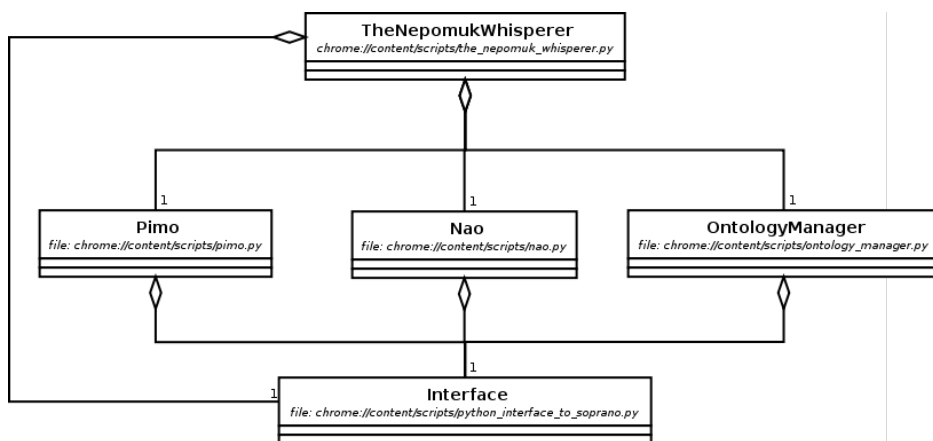 TheNepomukWhisperer
chrome://content/scripts/the_nepomuk_whisperer.py
1
1
1
Pimo
file: chrome://content/scripts/pimo.py
Nao
file: chrome://content/scripts/nao.py
OntologyManager
file: chrome://content/scripts/ontology_manager.py
1
1
Interface
file: chrome://content/scripts/python_interface_to_soprano.py